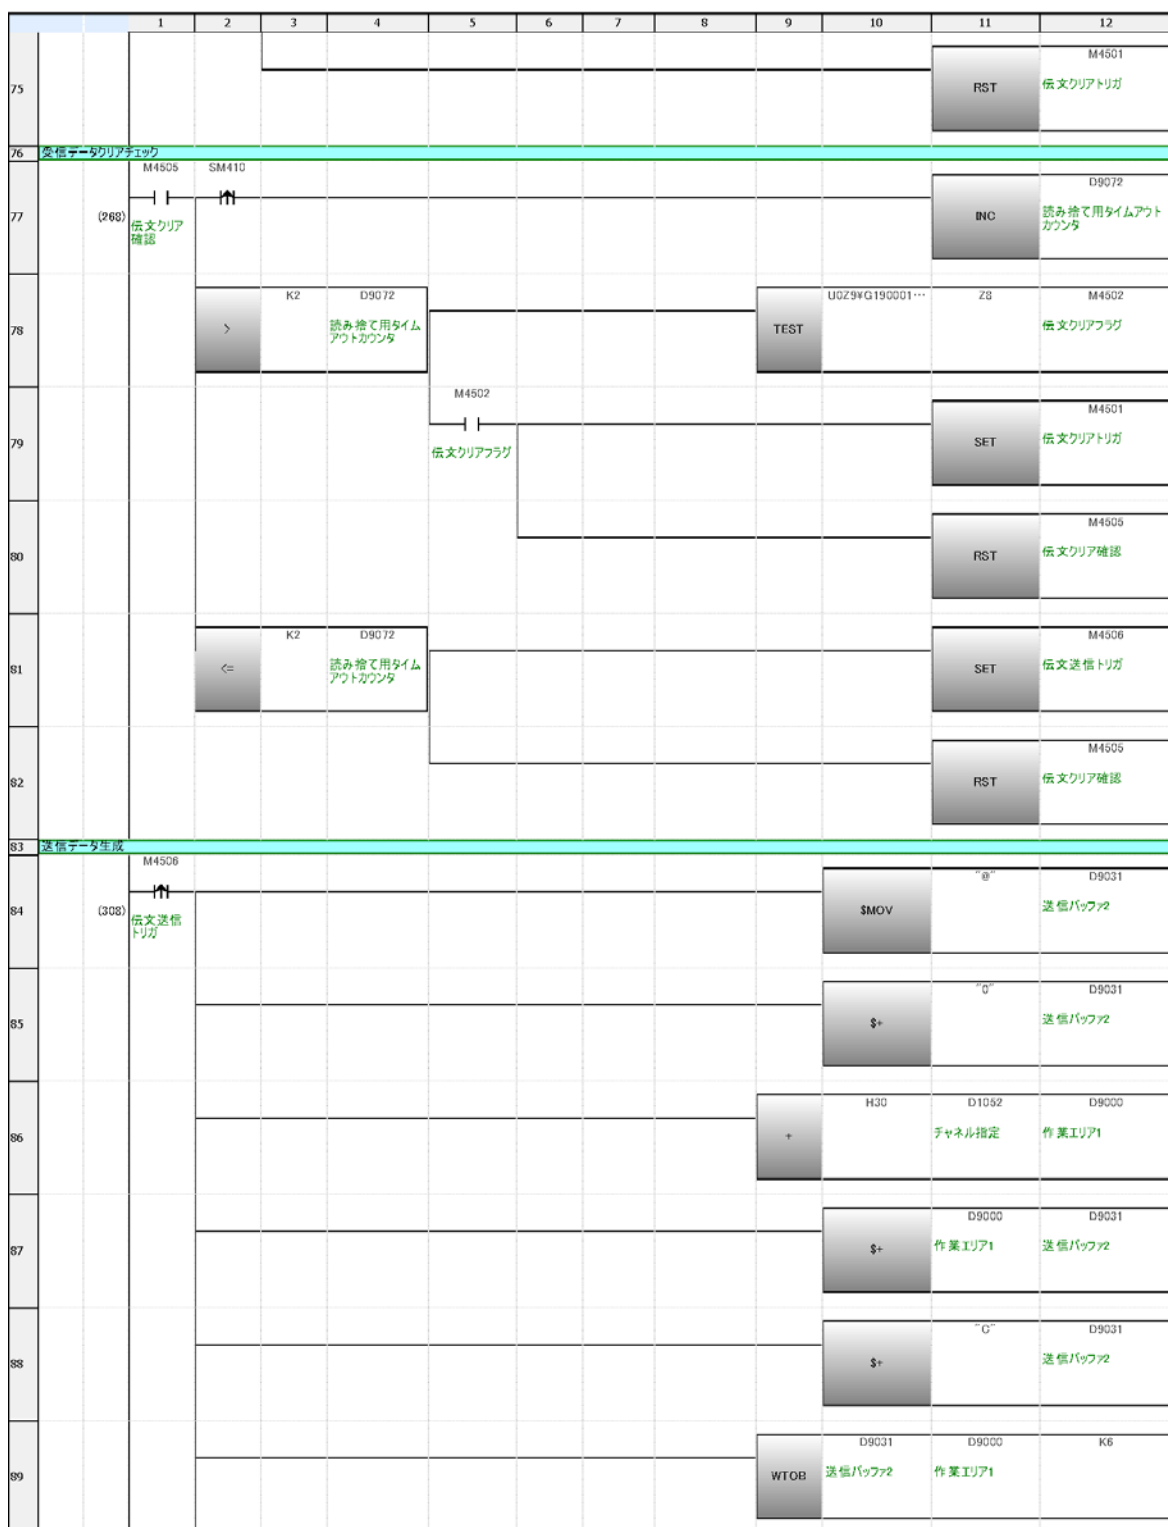 1 2 3 4 5 6 7 8 9 10 11 12
75
RST
M4501
伝文クリアトリガ
76 受信データクリアチェック
77
(268)
M4505
伝文クリア
確認
SM410
INC
D9072
読み捨て用タイムアウト
カウンタ
78
>
K2
D9072
読み捨て用タイム
アウトカウンタ
TEST
U0Z9¥G190001…
Z8
M4502
伝文クリアフラグ
79
M4502
伝文クリアフラグ
SET
M4501
伝文クリアトリガ
80
RST
M4505
伝文クリア確認
81
<=
K2
D9072
読み捨て用タイム
アウトカウンタ
SET
M4506
伝文送信トリガ
82
RST
M4505
伝文クリア確認
83 送信データ生成
84
(308)
M4506
伝文送信
トリガ
$MOV
"@"
D9031
送信バッファ2
85
$+
"0"
D9031
送信バッファ2
86
+
H30
D1052
チャネル指定
D9000
作業エリア1
87
$+
D9000
作業エリア1
D9031
送信バッファ2
88
$+
D9031
送信バッファ2
89
WTOB
D9031
送信バッファ2
D9000
作業エリア1
K6